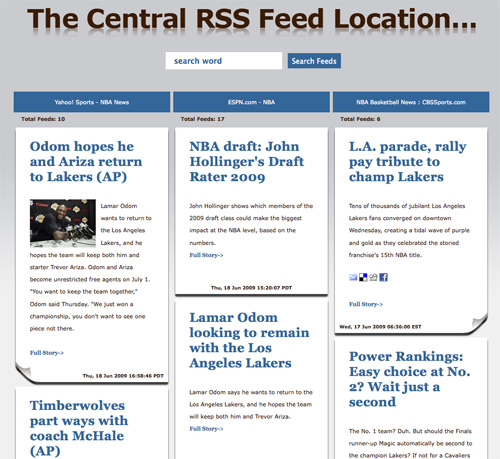 The Central RSS Feed Location...
search word
Search Feeds
Yahoo! Sports - NBA News
Total Feeds: 10
Odom hopes he
and Ariza return
to Lakers (AP)
Lamar Odom
wants to return to
the Los Angeles
Lakers, and he
hopes the team will keep both him and
starter Trevor Ariza. Odom and Ariza
become unrestricted free agents on July 1.
"You want to keep the team together,"
Odom said Thursday. "We just won a
championship, you don't want to see one
piece not there.
Full Story->
Thu, 18 Jun 2009 16:58:46 PDT
Timberwolves
part ways with
coach McHale
(AP)
ESPN.com - NBA
Total Feeds: 17
NBA draft: John
Hollinger's Draft
Rater 2009
John Hollinger shows which members of the
2009 draft class could make the biggest
impact at the NBA level, based on the
numbers.
Full Story->
Thu, 18 Jun 2009 15:20:07 PDT
Lamar Odom
looking to remain
with the Los
Angeles Lakers
Lamar Odom says he wants to return to the
Los Angeles Lakers, and he hopes the team
will keep both him and Trevor Ariza.
Full Story->
NBA Basketball News : CBSSports.com
Total Feeds: 6
L.A. parade, rally
pay tribute to
champ Lakers
Tens of thousands of jubilant Los Angeles
Lakers fans converged on downtown
Wednesday, creating a tidal wave of purple
and gold as they celebrated the storied
franchise's 15th NBA title.
Full Story->
Wed, 17 Jun 2009 06:36:00 EST
Power Rankings:
Easy choice at No.
2? Wait just a
second
The No. 1 team? Duh. But should the Finals
runner-up Magic automatically be second to
the champion Lakers? If not for a Cavaliers